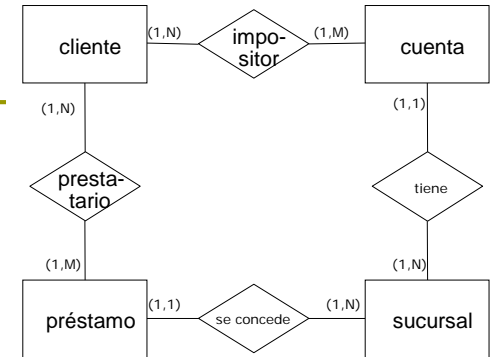 cliente
(1,N)
impo-
sitor
(1,M)
cuenta
(1,N)
(1,1)
presta-
tario
tiene
(1,M)
(1,N)
préstamo
(1,1)
se concede
(1,N)
sucursal